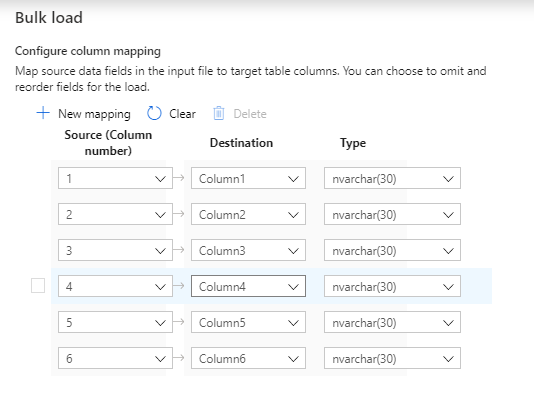 Bulk load
Configure column mapping
Map source data fields in the input file to target table columns. You can choose to omit and
reorder fields for the load.
New mapping Clear Delete
Source (Column
number) Destination Type
1 Column1 nvarchar(30)
2 Column2 nvarchar(30)
3 Column3 nvarchar(30)
4 Column4 nvarchar(30)
5 Column5 nvarchar(30)
6 Column6 nvarchar(30)